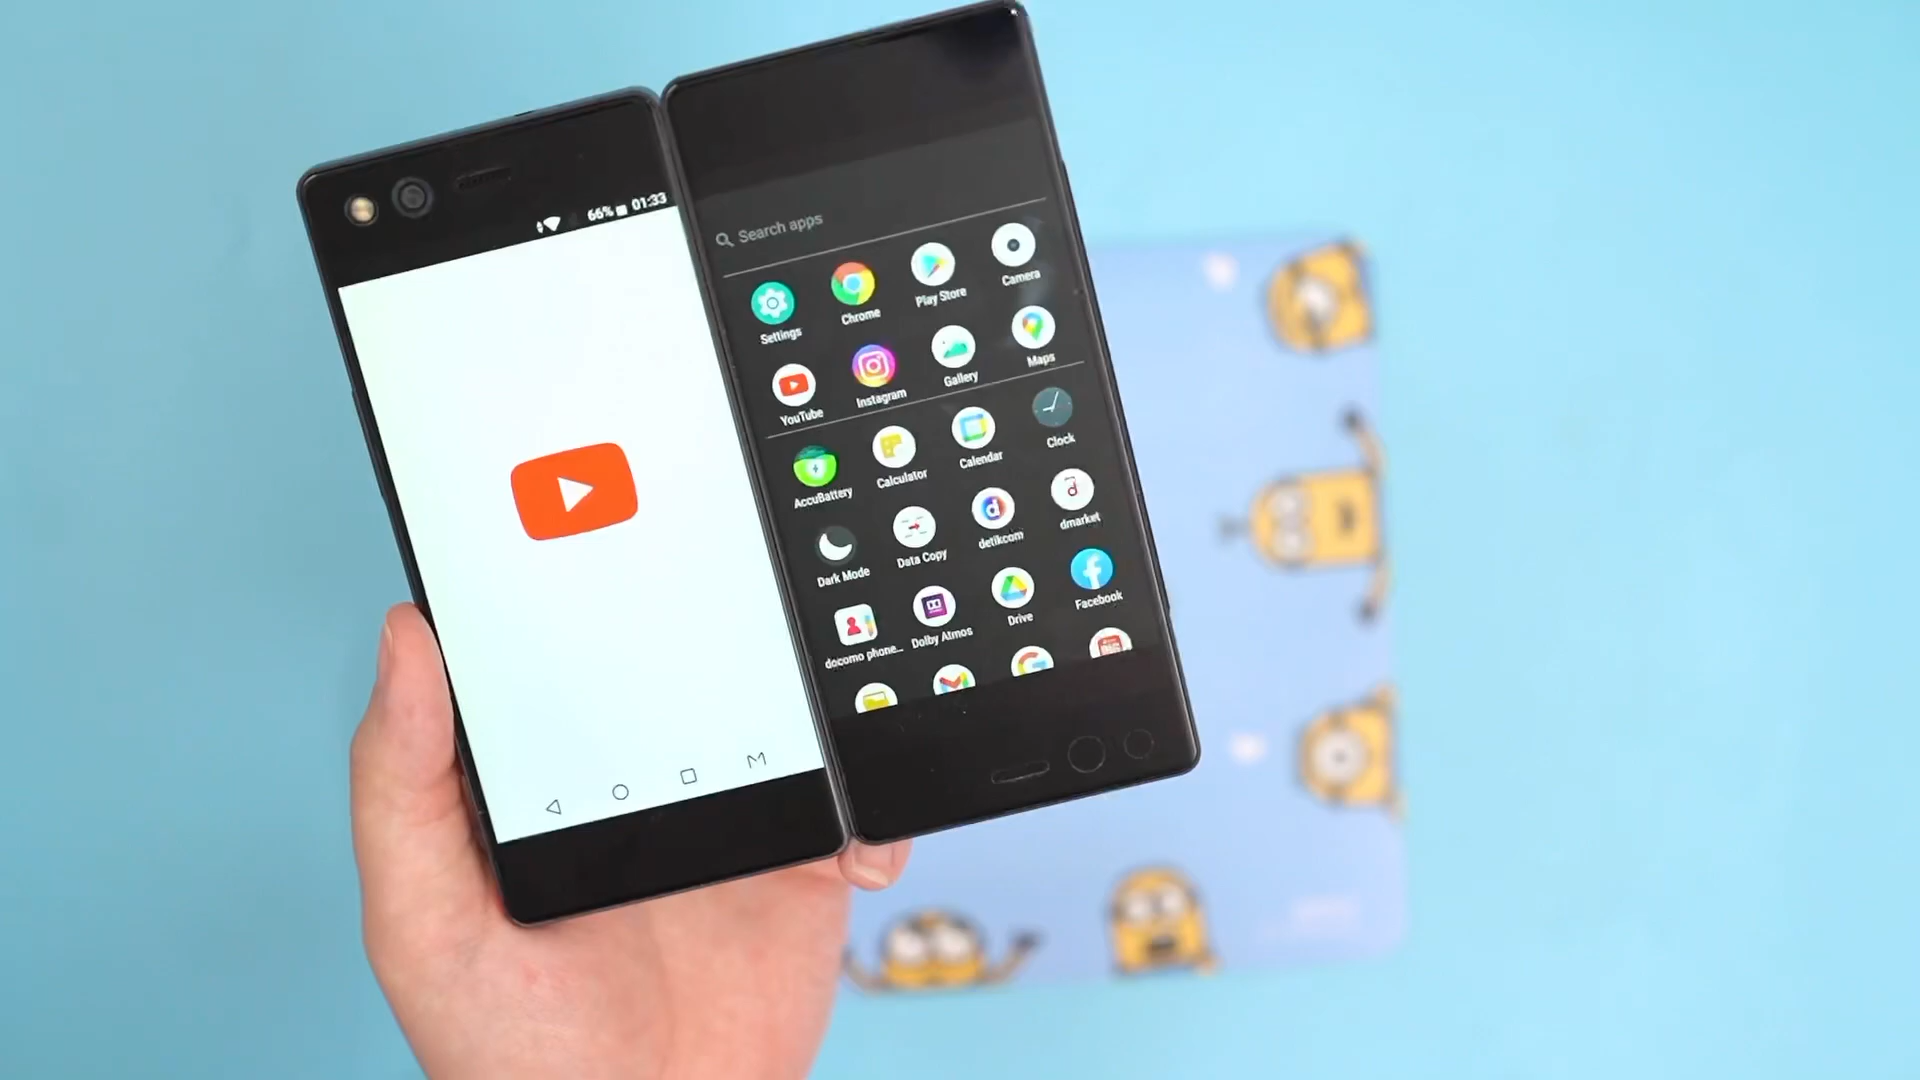 66% 01:33
M
Search apps
Settings
Chrome
Play Store
Camera
YouTube
Instagram
Gallery
Maps
AccuBattery
Calculator
Calendar
Clock
Dark Mode
Data Copy
detikcom
dmarket
docomo phone...
Dolby Atmos
Drive
Facebook